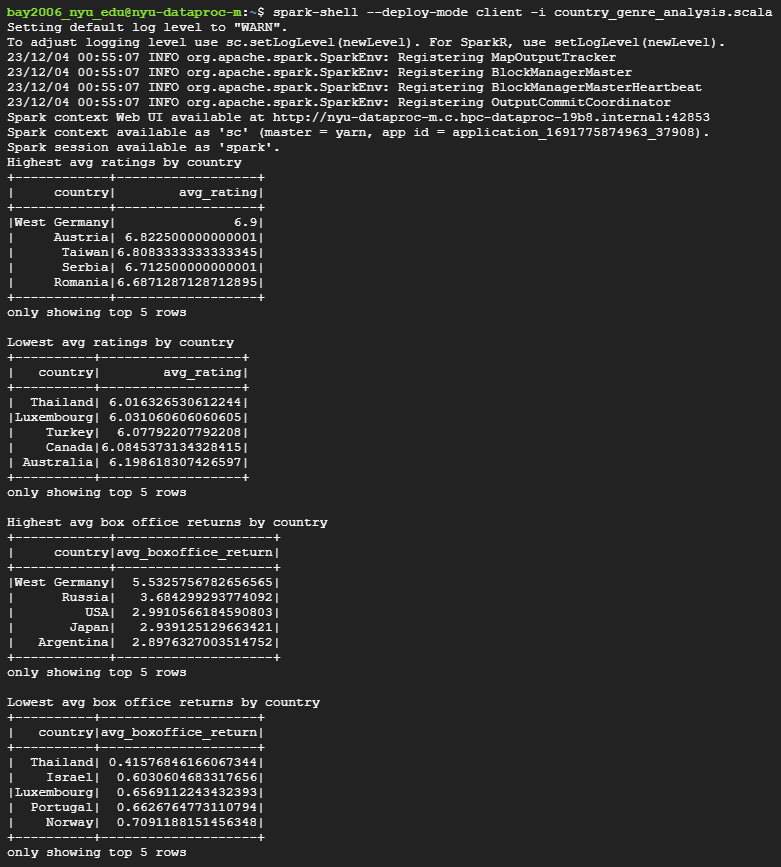 bay2006_nyu_edu@nyu-dataproc-m:~$ spark-shell --deploy-mode client -i country_genre_analysis.scala
Setting default log level to "WARN".
To adjust logging level use sc.setLogLevel(newLevel). For SparkR, use setLogLevel(newLevel).
23/12/04 00:55:07 INFO org.apache.spark.SparkEnv: Registering MapOutputTracker
23/12/04 00:55:07 INFO org.apache.spark.SparkEnv: Registering BlockManagerMaster
23/12/04 00:55:07 INFO org.apache.spark.SparkEnv: Registering BlockManagerMasterHeartbeat
23/12/04 00:55:07 INFO org.apache.spark.SparkEnv: Registering OutputCommitCoordinator
Spark context Web UI available at http://nyu-dataproc-m.c.hpc-dataproc-19b8.internal:42853
Spark context available as 'sc' (master = yarn, app id = application_1691775874963_37908).
Spark session available as 'spark'.
Highest avg ratings by country
+------------+------------------+
|     country|        avg_rating|
+------------+------------------+
|West Germany|               6.9|
|     Austria| 6.822500000000001|
|      Taiwan|6.8083333333333345|
|      Serbia| 6.712500000000001|
|     Romania|6.6871287128712895|
+------------+------------------+
only showing top 5 rows

Lowest avg ratings by country
+----------+------------------+
|   country|        avg_rating|
+----------+------------------+
|  Thailand| 6.016326530612244|
|Luxembourg| 6.031060606060605|
|    Turkey|  6.07792207792208|
|    Canada|6.0845373134328415|
| Australia| 6.198618307426597|
+----------+------------------+
only showing top 5 rows

Highest avg box office returns by country
+------------+--------------------+
|     country|avg_boxoffice_return|
+------------+--------------------+
|West Germany|  5.5325756782656565|
|      Russia|   3.684299293774092|
|         USA|  2.9910566184590803|
|       Japan|   2.939125129663421|
|   Argentina|  2.8976327003514752|
+------------+--------------------+
only showing top 5 rows

Lowest avg box office returns by country
+----------+--------------------+
|   country|avg_boxoffice_return|
+----------+--------------------+
|  Thailand| 0.41576846166067344|
|    Israel|  0.6030604683317656|
|Luxembourg|  0.6569112243432393|
|  Portugal|  0.6626764773110794|
|    Norway|  0.7091188151456348|
+----------+--------------------+
only showing top 5 rows